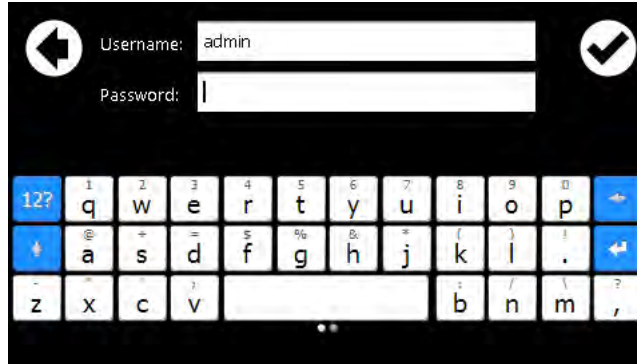 Username: admin
Password:
1 2 3 4 5 6 7 8 9 0
12? q w e r t y u i o p
@ + = $ % & * ( ) !
a s d f g h j k l .
- ; : / \ ?
z x c v b n m ,